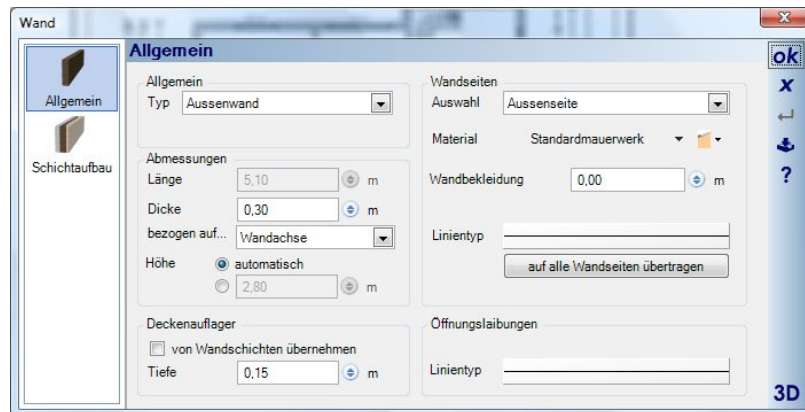 Wand
Allgemein
Schichtaufbau
Allgemein
Allgemein
Typ Aussenwand
Abmessungen
Länge 5,10 m
Dicke 0,30 m
bezogen auf... Wandachse
Höhe automatisch
2,80 m
Deckenauflager
von Wandschichten übernehmen
Tiefe 0,15 m
Wandseiten
Auswahl Aussenseite
Material Standardmauerwerk
Wandbekleidung 0,00 m
Linientyp
auf alle Wandseiten übertragen
Öffnungslaibungen
Linientyp
ok
x
?
3D